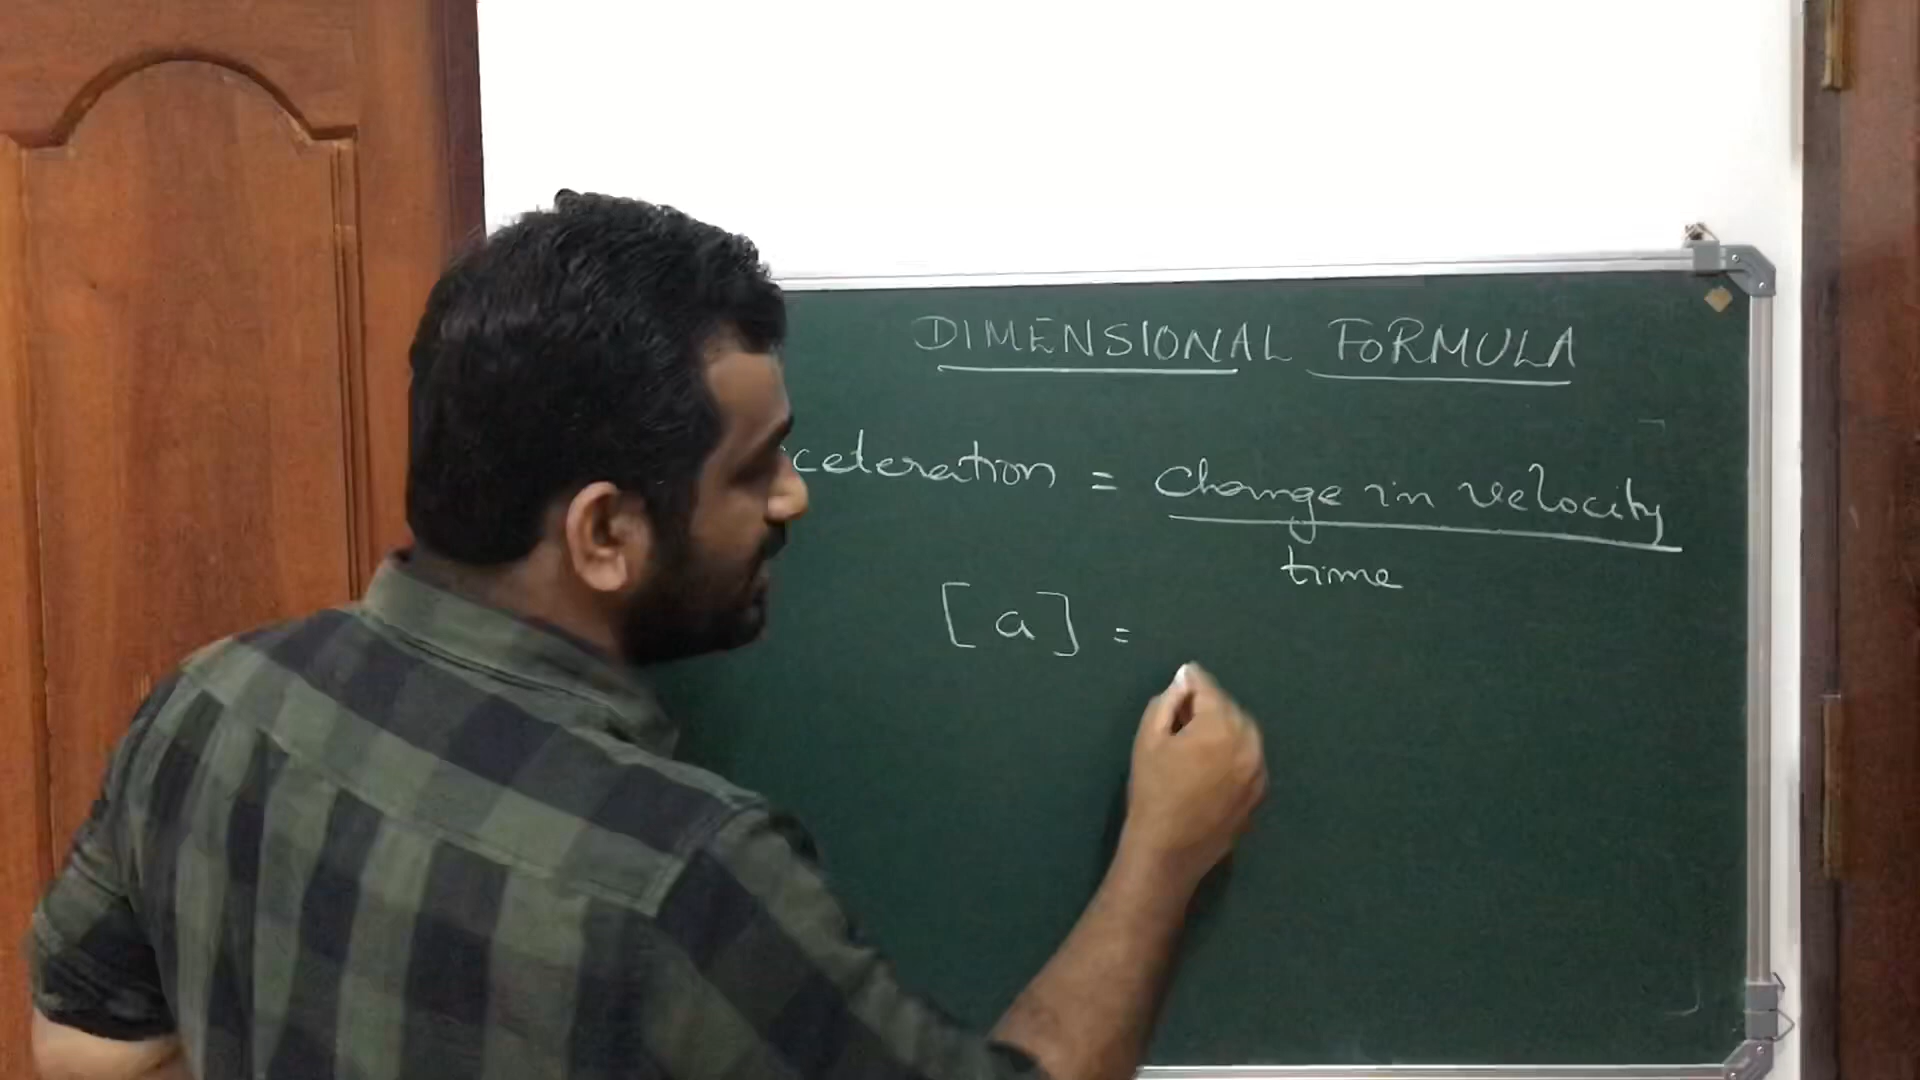 DIMENSIONAL FORMULA
cceleration = change in velocity
time
[a] =